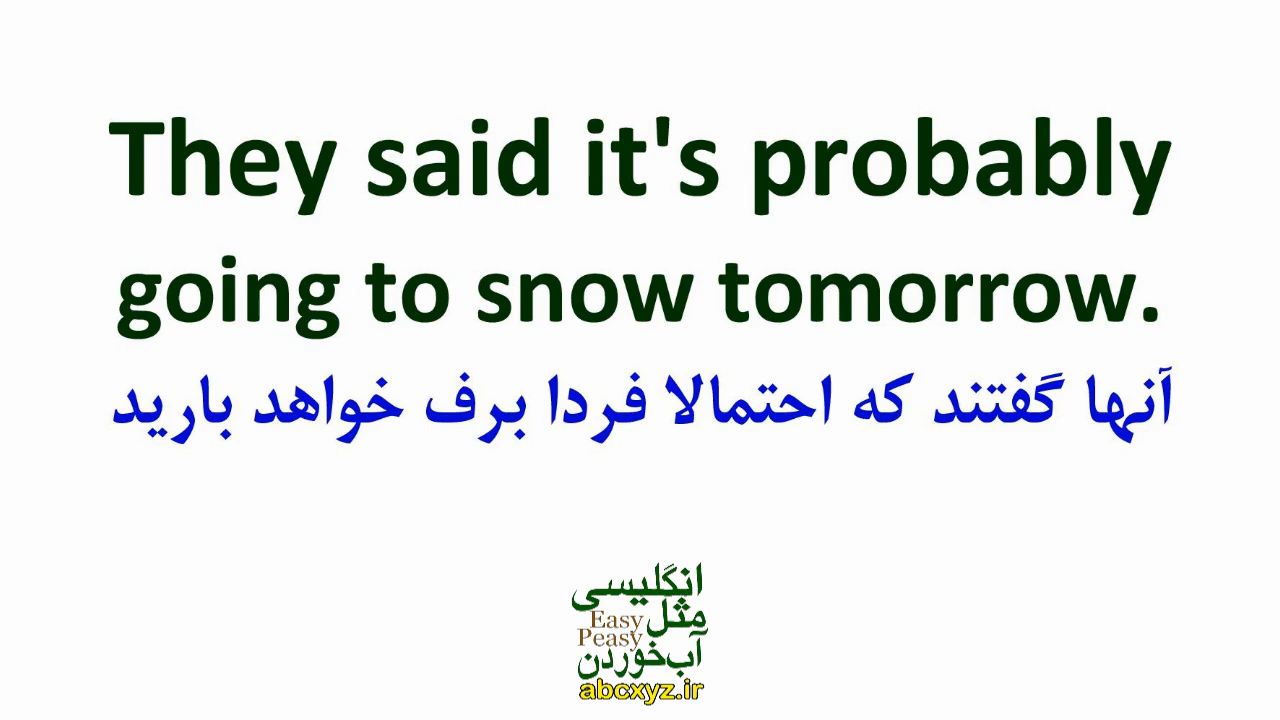 They said it's probably
going to snow tomorrow.
آنها گفتند که احتمالا فردا برف خواهد بارید
انگلیسی
مثل
Easy
Peasy
آب‌خوردن
abcxyz.ir